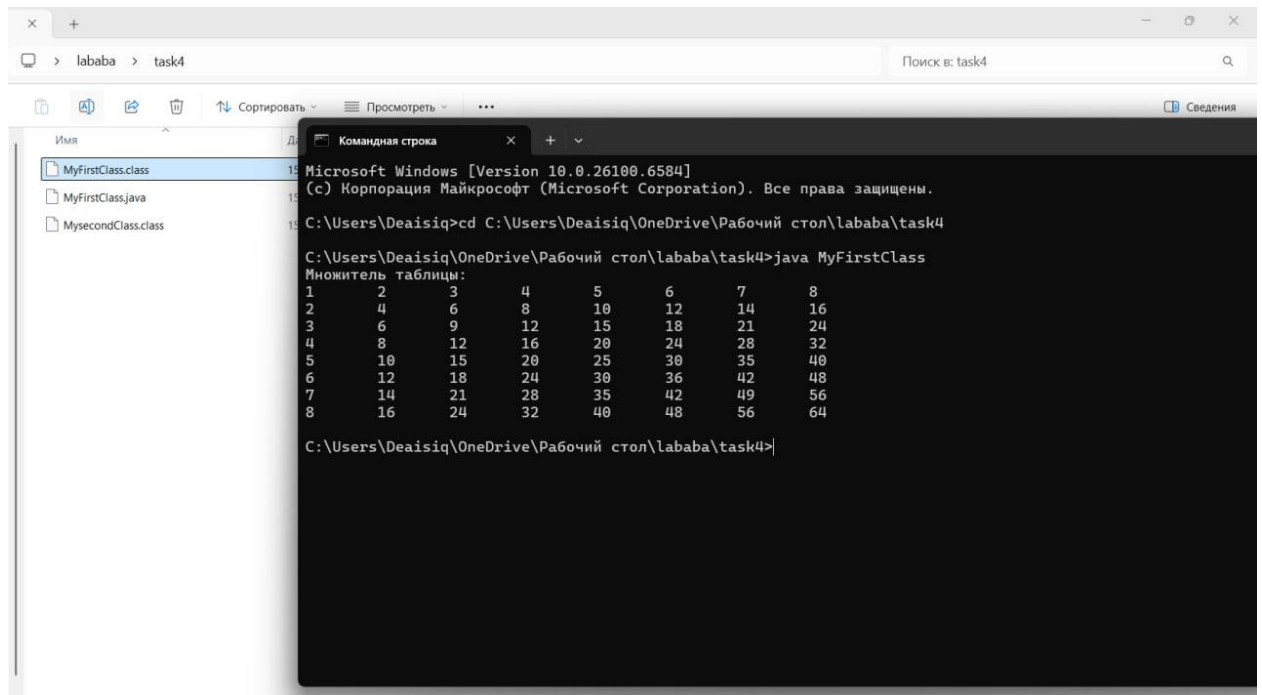 lababa > task4
Поиск в: task4
Сортировать
Просмотреть
Сведения
Имя
MyFirstClass.class
MyFirstClass.java
MysecondClass.class
Командная строка
Microsoft Windows [Version 10.0.26100.6584]
(c) Корпорация Майкрософт (Microsoft Corporation). Все права защищены.
C:\Users\Deaisiq>cd C:\Users\Deaisiq\OneDrive\Рабочий стол\lababa\task4
C:\Users\Deaisiq\OneDrive\Рабочий стол\lababa\task4>java MyFirstClass
Множитель таблицы:
1 2 3 4 5 6 7 8
2 4 6 8 10 12 14 16
3 6 9 12 15 18 21 24
4 8 12 16 20 24 28 32
5 10 15 20 25 30 35 40
6 12 18 24 30 36 42 48
7 14 21 28 35 42 49 56
8 16 24 32 40 48 56 64
C:\Users\Deaisiq\OneDrive\Рабочий стол\lababa\task4>